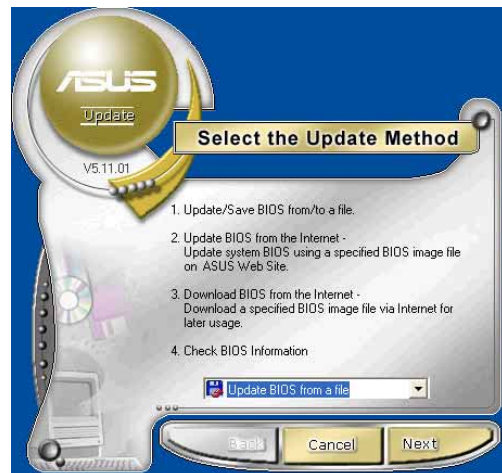 ASUS
Update
V5.11.01
Select the Update Method
1. Update/Save BIOS from/to a file.
2. Update BIOS from the Internet -
Update system BIOS using a specified BIOS image file
on ASUS Web Site.
3. Download BIOS from the Internet -
Download a specified BIOS image file via Internet for
later usage.
4. Check BIOS Information
Update BIOS from a file
Back
Cancel
Next